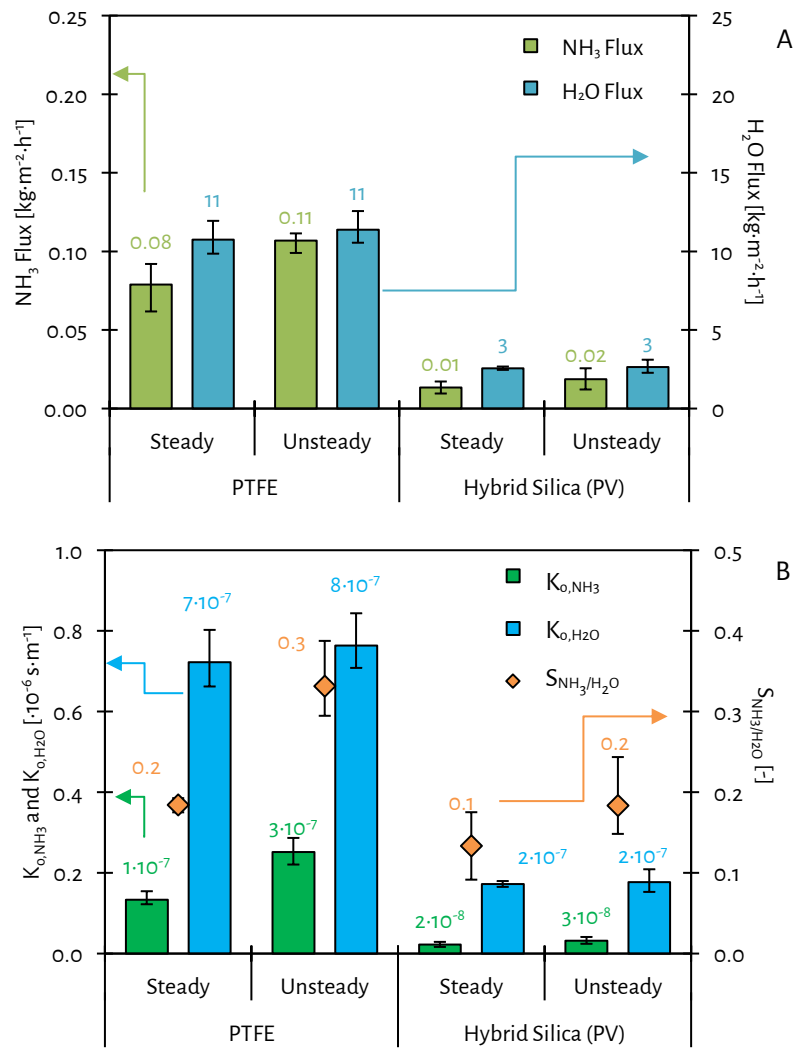 A
NH₃ Flux
H₂O Flux
0.25
0.20
0.15
0.10
0.05
0.00
NH₃ Flux [kg·m⁻²·h⁻¹]
25
20
15
10
5
0
H₂O Flux [kg·m⁻²·h⁻¹]
0.08
11
0.11
11
0.01
3
0.02
3
Steady
Unsteady
Steady
Unsteady
PTFE
Hybrid Silica (PV)
B
K₀,NH₃
K₀,H₂O
S NH₃/H₂O
1.0
0.8
0.6
0.4
0.2
0.0
K₀,NH₃ and K₀,H2O [·10⁻⁶ s·m⁻¹]
0.5
0.4
0.3
0.2
0.1
0.0
S NH3/H2O [-]
7·10⁻⁷
8·10⁻⁷
0.3
0.2
0.2
0.1
1·10⁻⁷
3·10⁻⁷
2·10⁻⁷
2·10⁻⁷
2·10⁻⁸
3·10⁻⁸
Steady
Unsteady
Steady
Unsteady
PTFE
Hybrid Silica (PV)